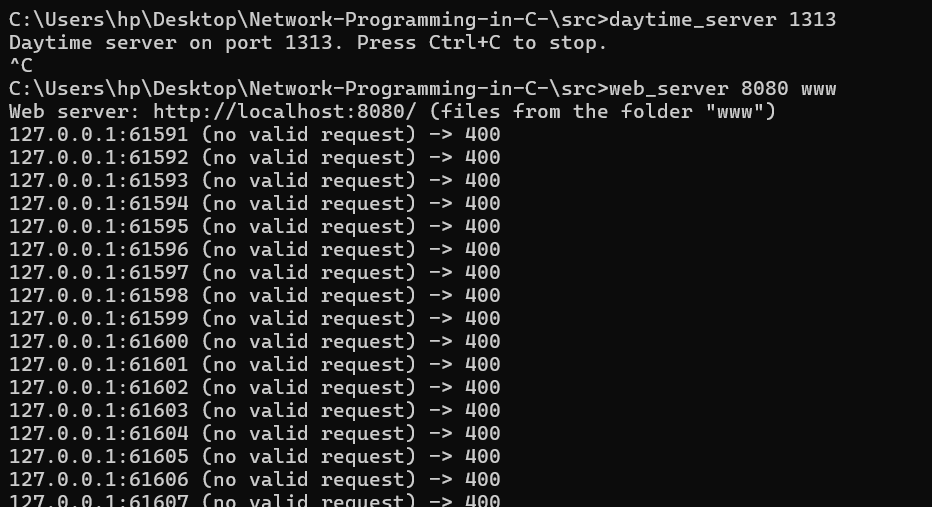 C:\Users\hp\Desktop\Network-Programming-in-C-\src>daytime_server 1313
Daytime server on port 1313. Press Ctrl+C to stop.
^C
C:\Users\hp\Desktop\Network-Programming-in-C-\src>web_server 8080 www
Web server: http://localhost:8080/ (files from the folder "www")
127.0.0.1:61591 (no valid request) -> 400
127.0.0.1:61592 (no valid request) -> 400
127.0.0.1:61593 (no valid request) -> 400
127.0.0.1:61594 (no valid request) -> 400
127.0.0.1:61595 (no valid request) -> 400
127.0.0.1:61596 (no valid request) -> 400
127.0.0.1:61597 (no valid request) -> 400
127.0.0.1:61598 (no valid request) -> 400
127.0.0.1:61599 (no valid request) -> 400
127.0.0.1:61600 (no valid request) -> 400
127.0.0.1:61601 (no valid request) -> 400
127.0.0.1:61602 (no valid request) -> 400
127.0.0.1:61603 (no valid request) -> 400
127.0.0.1:61604 (no valid request) -> 400
127.0.0.1:61605 (no valid request) -> 400
127.0.0.1:61606 (no valid request) -> 400
127.0.0.1:61607 (no valid request) -> 400